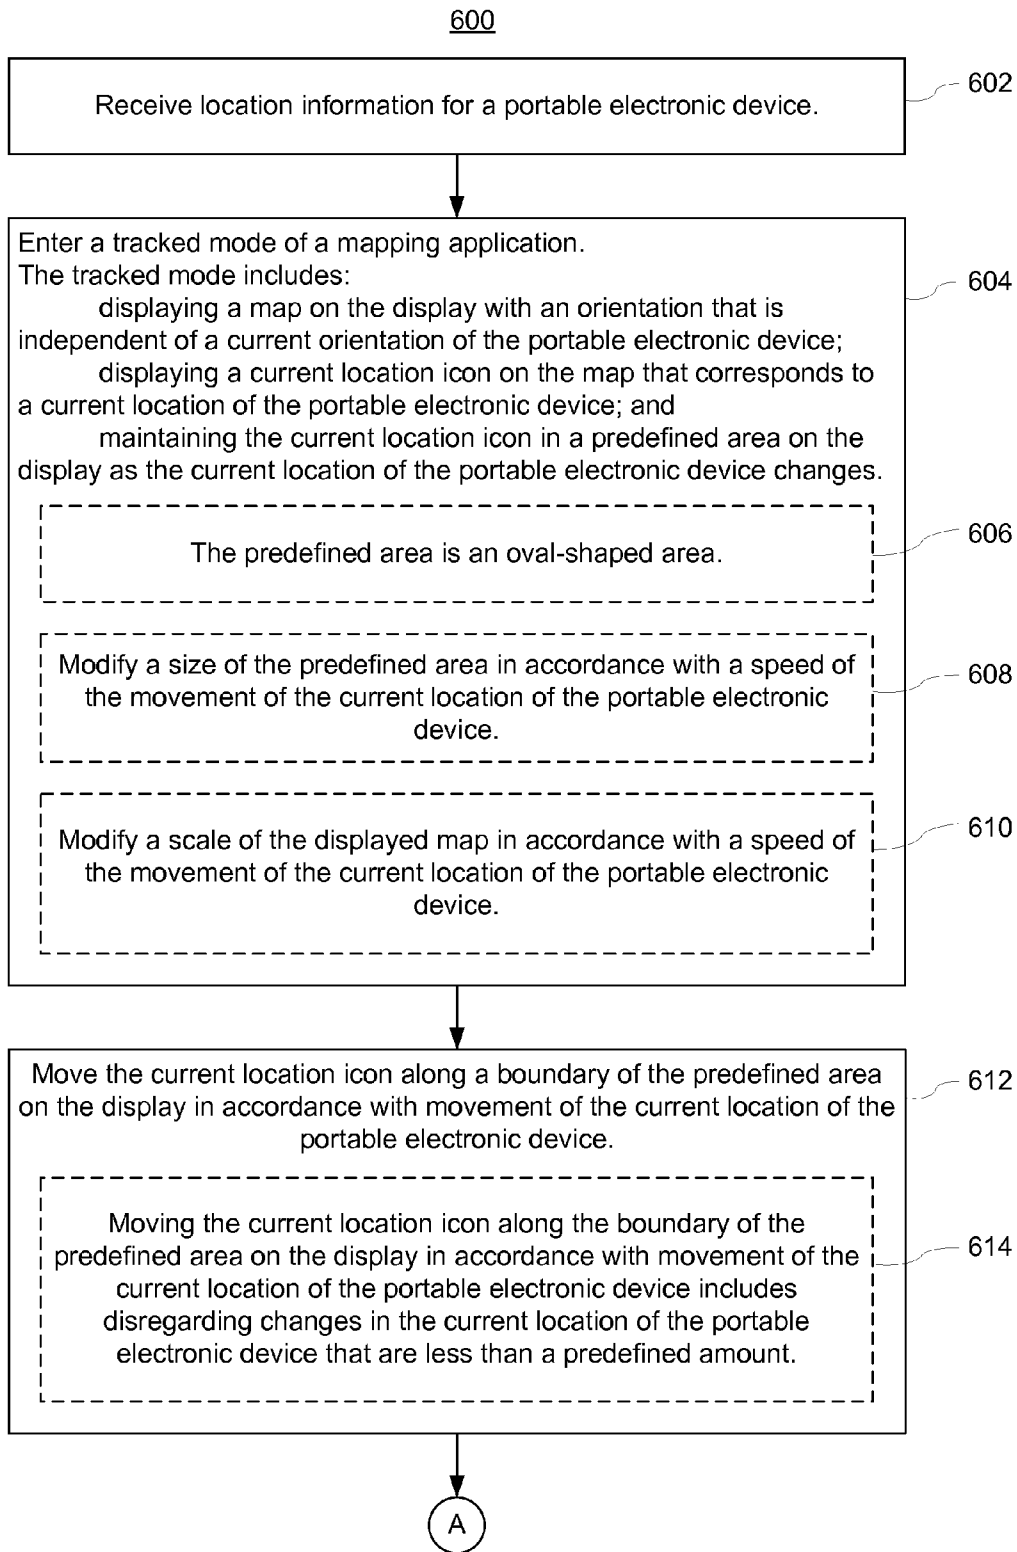 600
Receive location information for a portable electronic device.
602
Enter a tracked mode of a mapping application.
The tracked mode includes:
displaying a map on the display with an orientation that is
independent of a current orientation of the portable electronic device;
displaying a current location icon on the map that corresponds to
a current location of the portable electronic device; and
maintaining the current location icon in a predefined area on the
display as the current location of the portable electronic device changes.
604
The predefined area is an oval-shaped area.
606
Modify a size of the predefined area in accordance with a speed of
the movement of the current location of the portable electronic
device.
608
Modify a scale of the displayed map in accordance with a speed of
the movement of the current location of the portable electronic
device.
610
Move the current location icon along a boundary of the predefined area
on the display in accordance with movement of the current location of the
portable electronic device.
612
Moving the current location icon along the boundary of the
predefined area on the display in accordance with movement of the
current location of the portable electronic device includes
disregarding changes in the current location of the portable
electronic device that are less than a predefined amount.
614
A